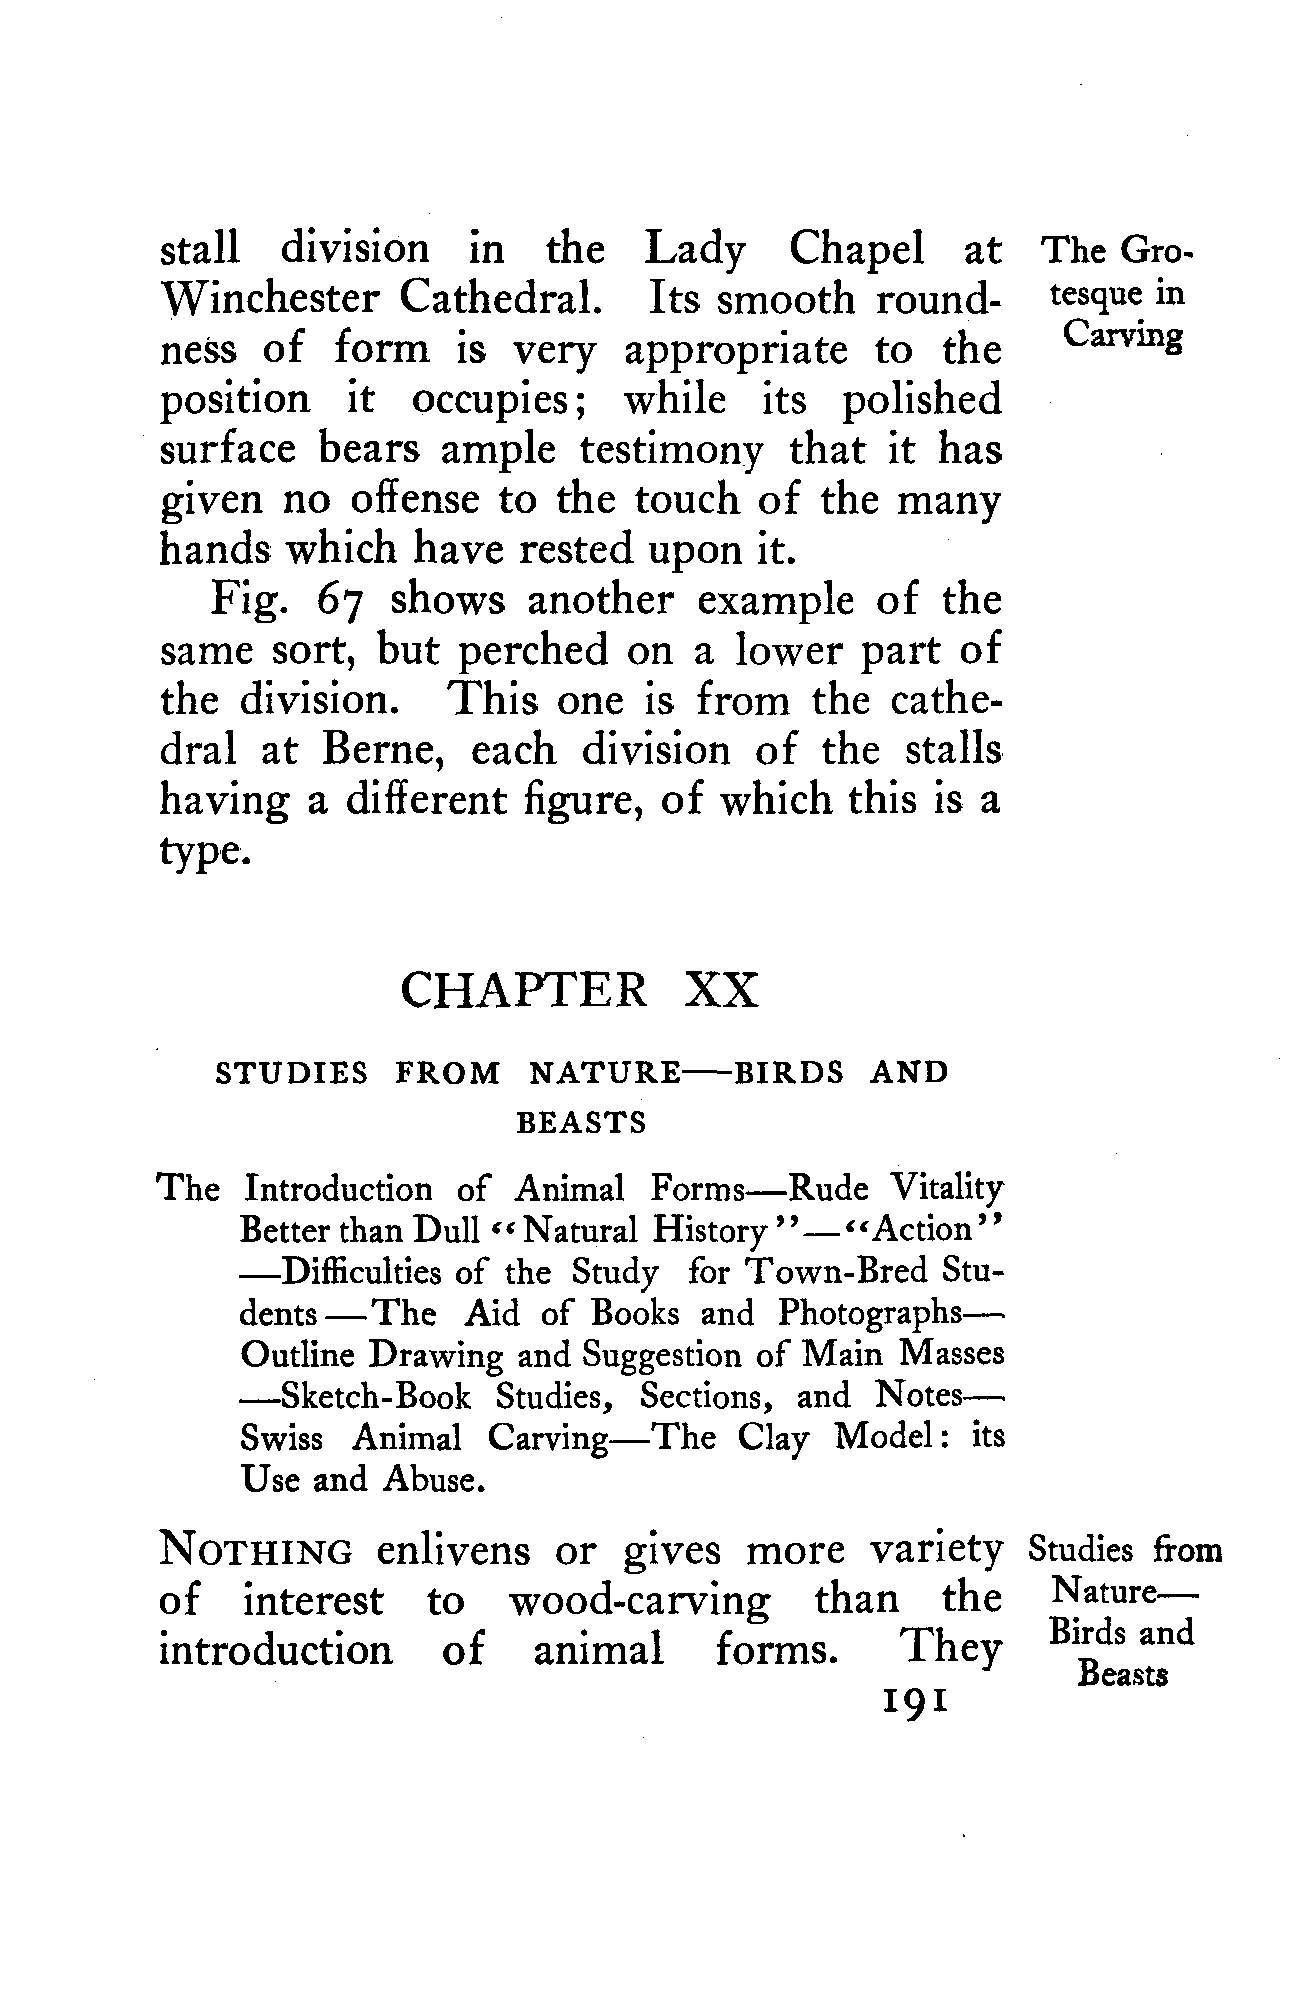 stall division in the Lady Chapel at
Winchester Cathedral. Its smooth round-
ness of form is very appropriate to the
position it occupies; while its polished
surface bears ample testimony that it has
given no offense to the touch of the many
hands which have rested upon it.
The Gro-
tesque in
Carving
Fig. 67 shows another example of the
same sort, but perched on a lower part of
the division. This one is from the cathe-
dral at Berne, each division of the stalls
having a different figure, of which this is a
type.
CHAPTER XX
STUDIES FROM NATURE—BIRDS AND
BEASTS
The Introduction of Animal Forms—Rude Vitality
Better than Dull “Natural History”—“Action”
—Difficulties of the Study for Town-Bred Stu-
dents—The Aid of Books and Photographs—
Outline Drawing and Suggestion of Main Masses
—Sketch-Book Studies, Sections, and Notes—
Swiss Animal Carving—The Clay Model: its
Use and Abuse.
NOTHING enlivens or gives more variety
of interest to wood-carving than the
introduction of animal forms. They
Studies from
Nature—
Birds and
Beasts
191